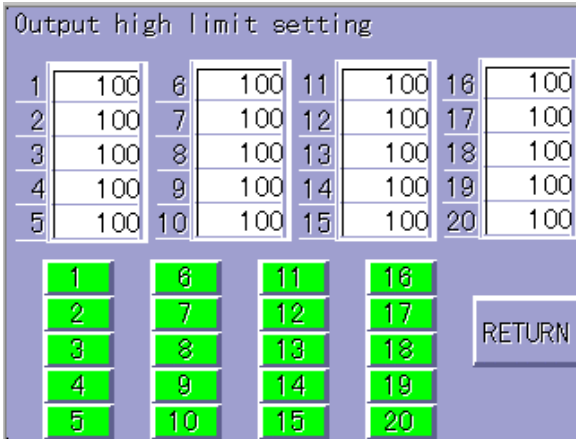 Output high limit setting
1 100 6 100 11 100 16 100
2 100 7 100 12 100 17 100
3 100 8 100 13 100 18 100
4 100 9 100 14 100 19 100
5 100 10 100 15 100 20 100
1 6 11 16
2 7 12 17
RETURN
3 8 13 18
4 9 14 19
5 10 15 20